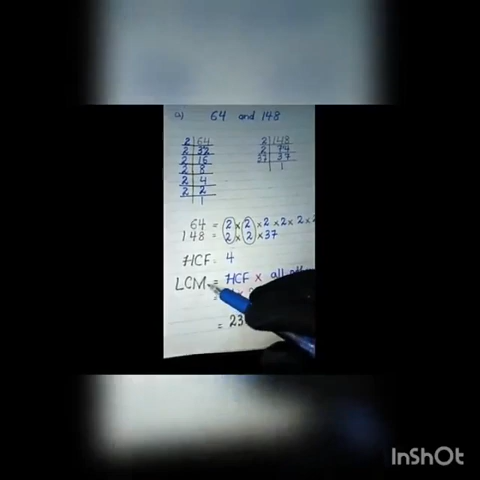 a) 64 and 148
2 | 64 2 | 148
2 | 32 2 | 74
2 | 16 37 | 37
2 | 8 | 1
2 | 4
2 | 2
| 1
64 = 2 × 2 × 2 × 2 × 2 ×
148 = 2 × 2 × 37
HCF = 4
LCM = HCF × all
=
= 23
InShOt